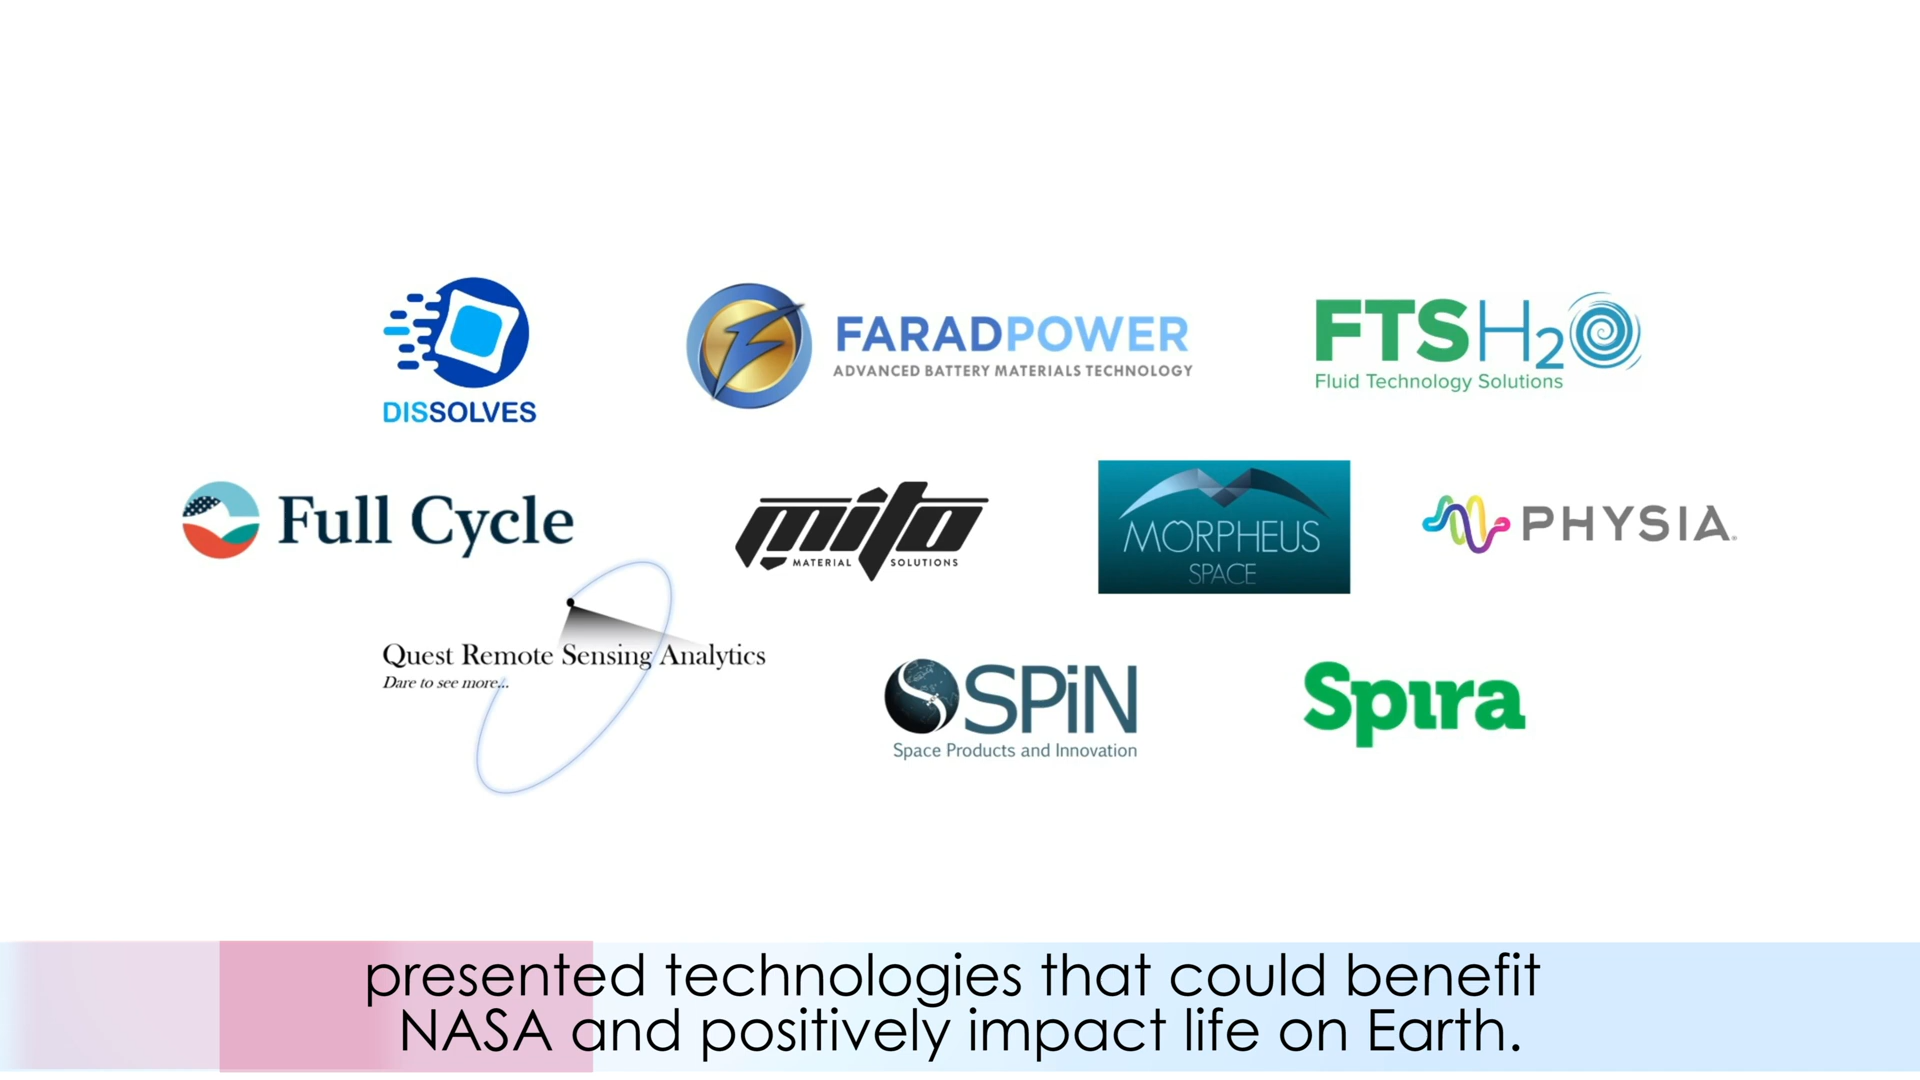 DISSOLVES
FARADPOWER
ADVANCED BATTERY MATERIALS TECHNOLOGY
FTSH₂O
Fluid Technology Solutions
Full Cycle
mito
MATERIAL SOLUTIONS
MORPHEUS
SPACE
PHYSIA
Quest Remote Sensing Analytics
Dare to see more...
SPiN
Space Products and Innovation
Spira
presented technologies that could benefit
NASA and positively impact life on Earth.